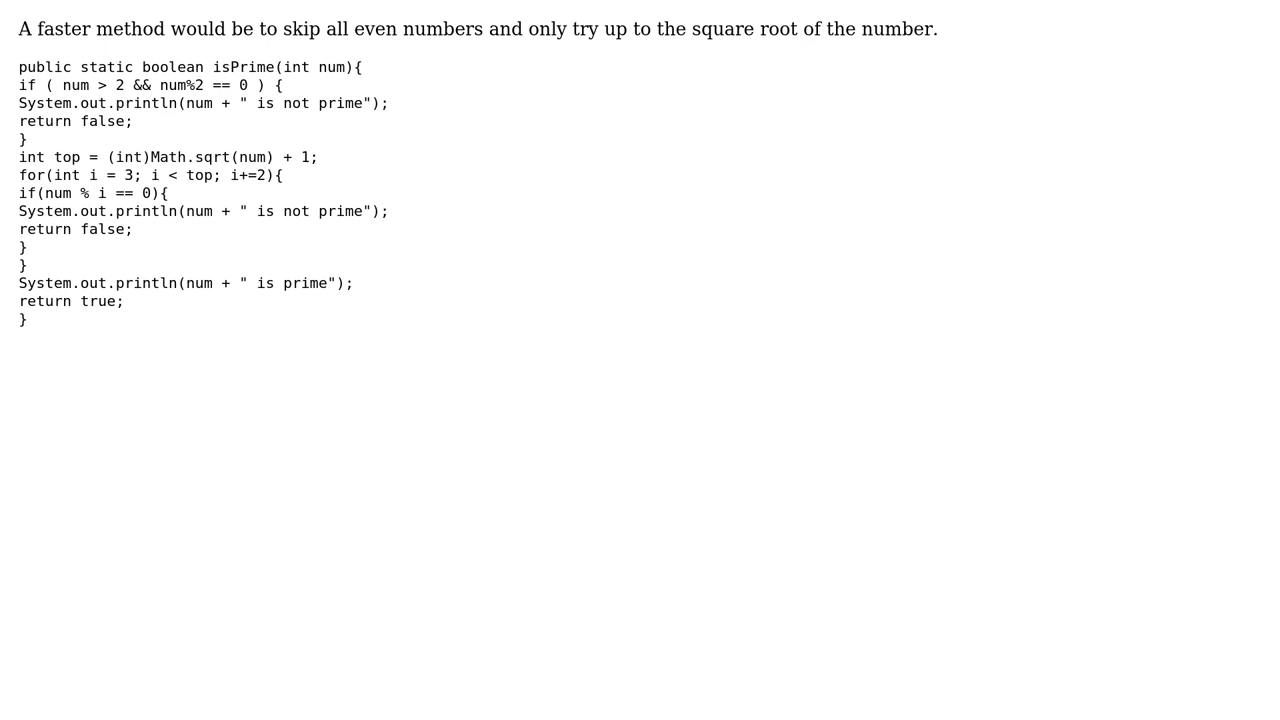 A faster method would be to skip all even numbers and only try up to the square root of the number.
public static boolean isPrime(int num){
if ( num > 2 && num%2 == 0 ) {
System.out.println(num + " is not prime");
return false;
}
int top = (int)Math.sqrt(num) + 1;
for(int i = 3; i < top; i+=2){
if(num % i == 0){
System.out.println(num + " is not prime");
return false;
}
}
System.out.println(num + " is prime");
return true;
}